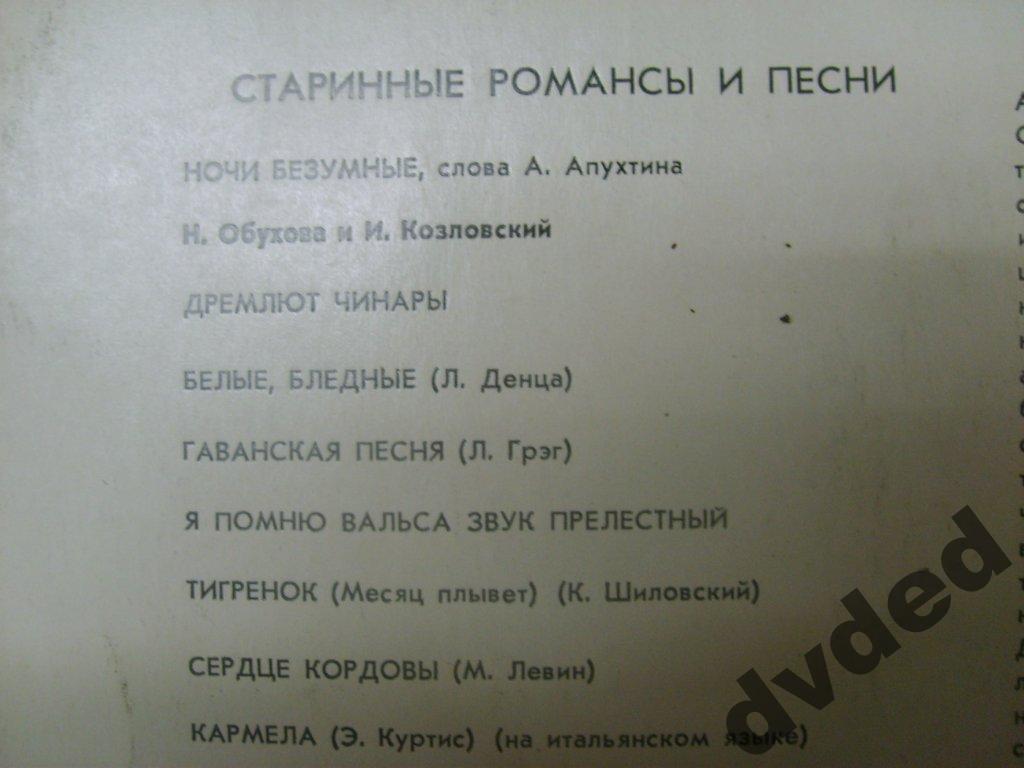 СТАРИННЫЕ РОМАНСЫ И ПЕСНИ
НОЧИ БЕЗУМНЫЕ, слова А. Апухтина
Н. Обухова и И. Козловский
ДРЕМЛЮТ ЧИНАРЫ
БЕЛЫЕ, БЛЕДНЫЕ (Л. Денца)
ГАВАНСКАЯ ПЕСНЯ (Л. Грэг)
Я ПОМНЮ ВАЛЬСА ЗВУК ПРЕЛЕСТНЫЙ
ТИГРЕНОК (Месяц плывет) (К. Шиловский)
СЕРДЦЕ КОРДОВЫ (М. Левин)
КАРМЕЛА (Э. Куртис) (на итальянском языке)
dvded